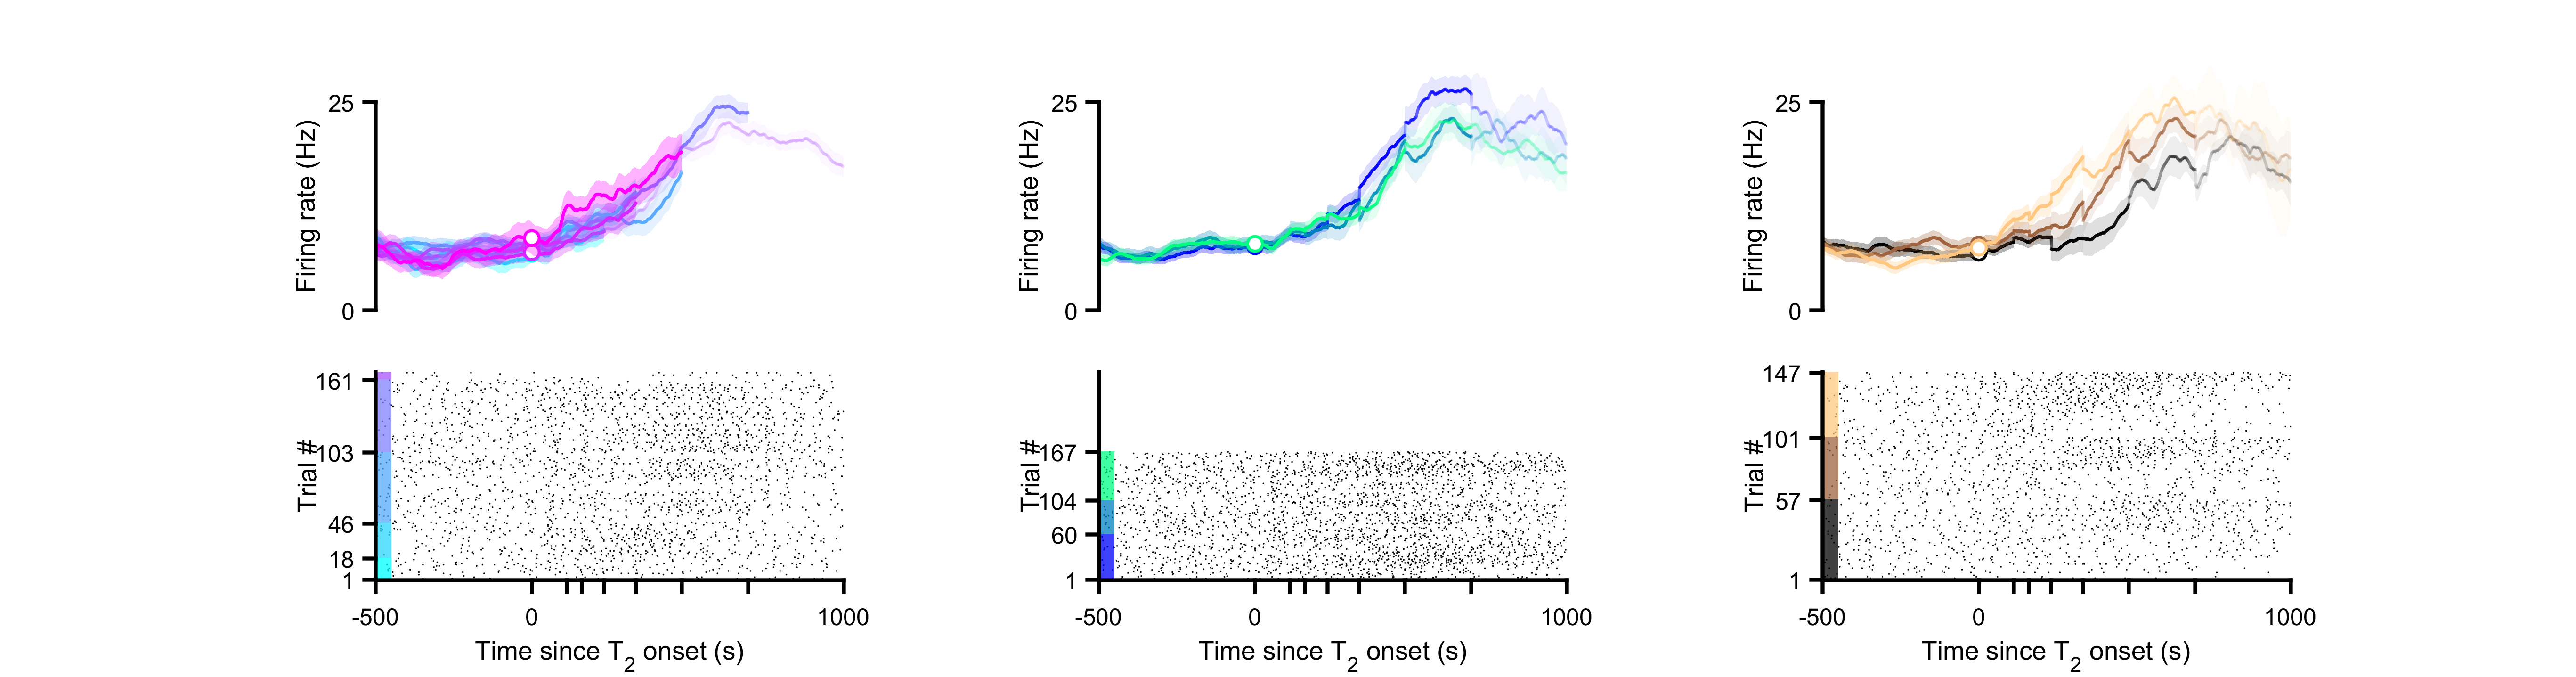 25
Firing rate (Hz)
0
161
103
Trial #
46
18
1
-500 0 1000
Time since T2 onset (s)
25
Firing rate (Hz)
0
167
Trial #
104
60
1
-500 0 1000
Time since T2 onset (s)
25
Firing rate (Hz)
0
147
101
Trial #
57
1
-500 0 1000
Time since T2 onset (s)